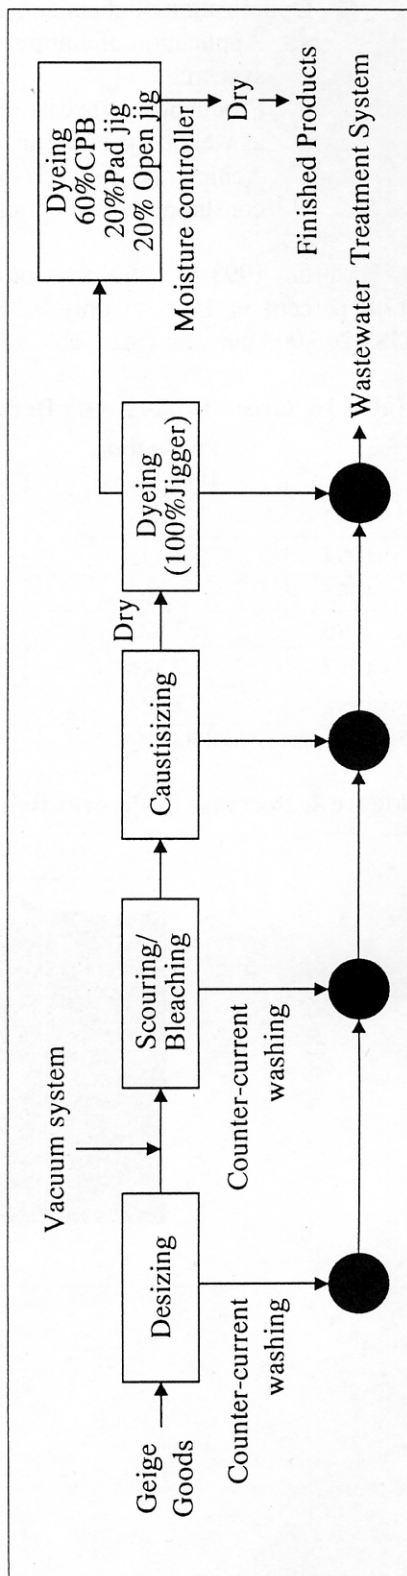 Geige
Goods
Desizing
Counter-current
washing
Vacuum system
Scouring/
Bleaching
Counter-current
washing
Caustisizing
Dry
Dyeing
(100%Jigger)
Dyeing
60%CPB
20%Pad jig
20% Open jig
Moisture controller
Dry
Finished Products
Wastewater Treatment System